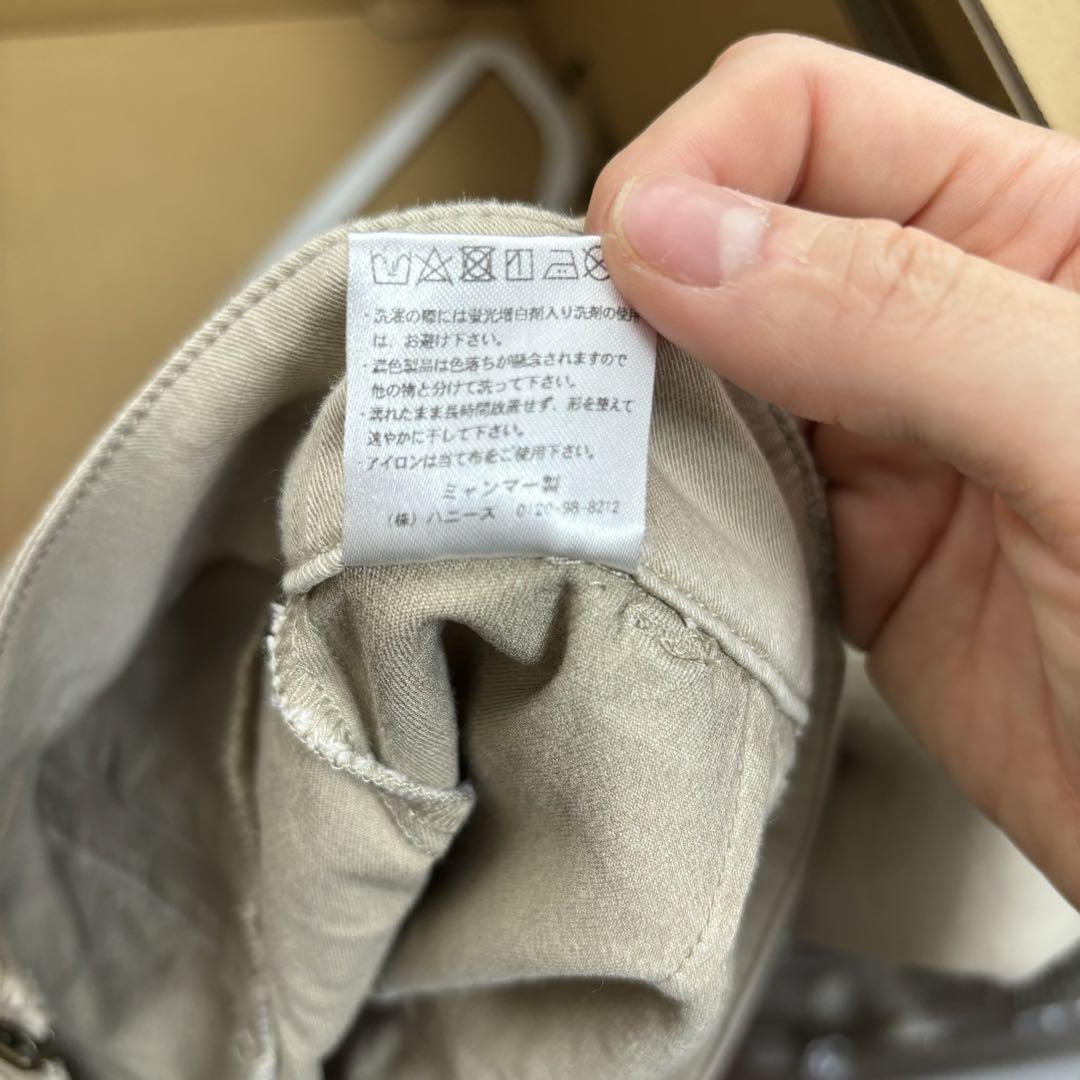 ・洗濯の際には蛍光増白剤入り洗剤の使用
は、お避け下さい。
・濃色製品は色落ちが懸念されますので
他の物と分けて洗って下さい。
・濡れたまま長時間放置せず、形を整えて
速やかに干して下さい。
・アイロンは当て布をご使用下さい。
ミャンマー製
(株) ハニーズ 0120-98-8212